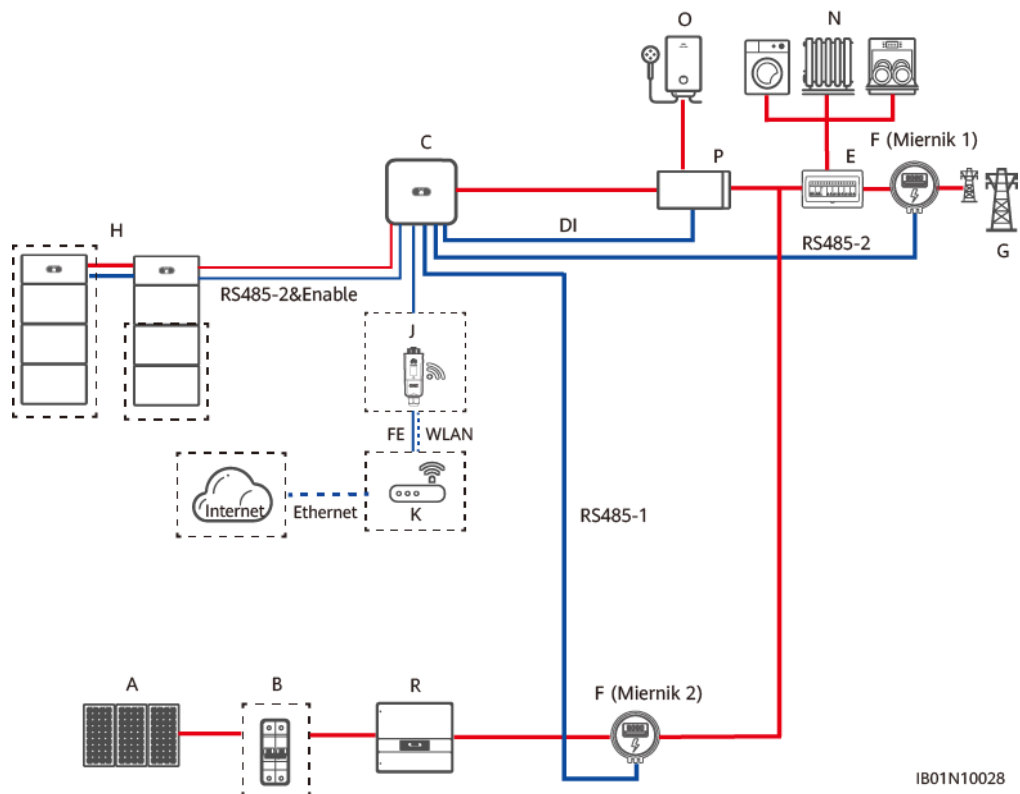 O
N
F (Miernik 1)
C
P
E
G
H
DI
RS485-2
RS485-2&Enable
J
FE
WLAN
Internet
Ethernet
K
RS485-1
A
B
R
F (Miernik 2)
IB01N10028